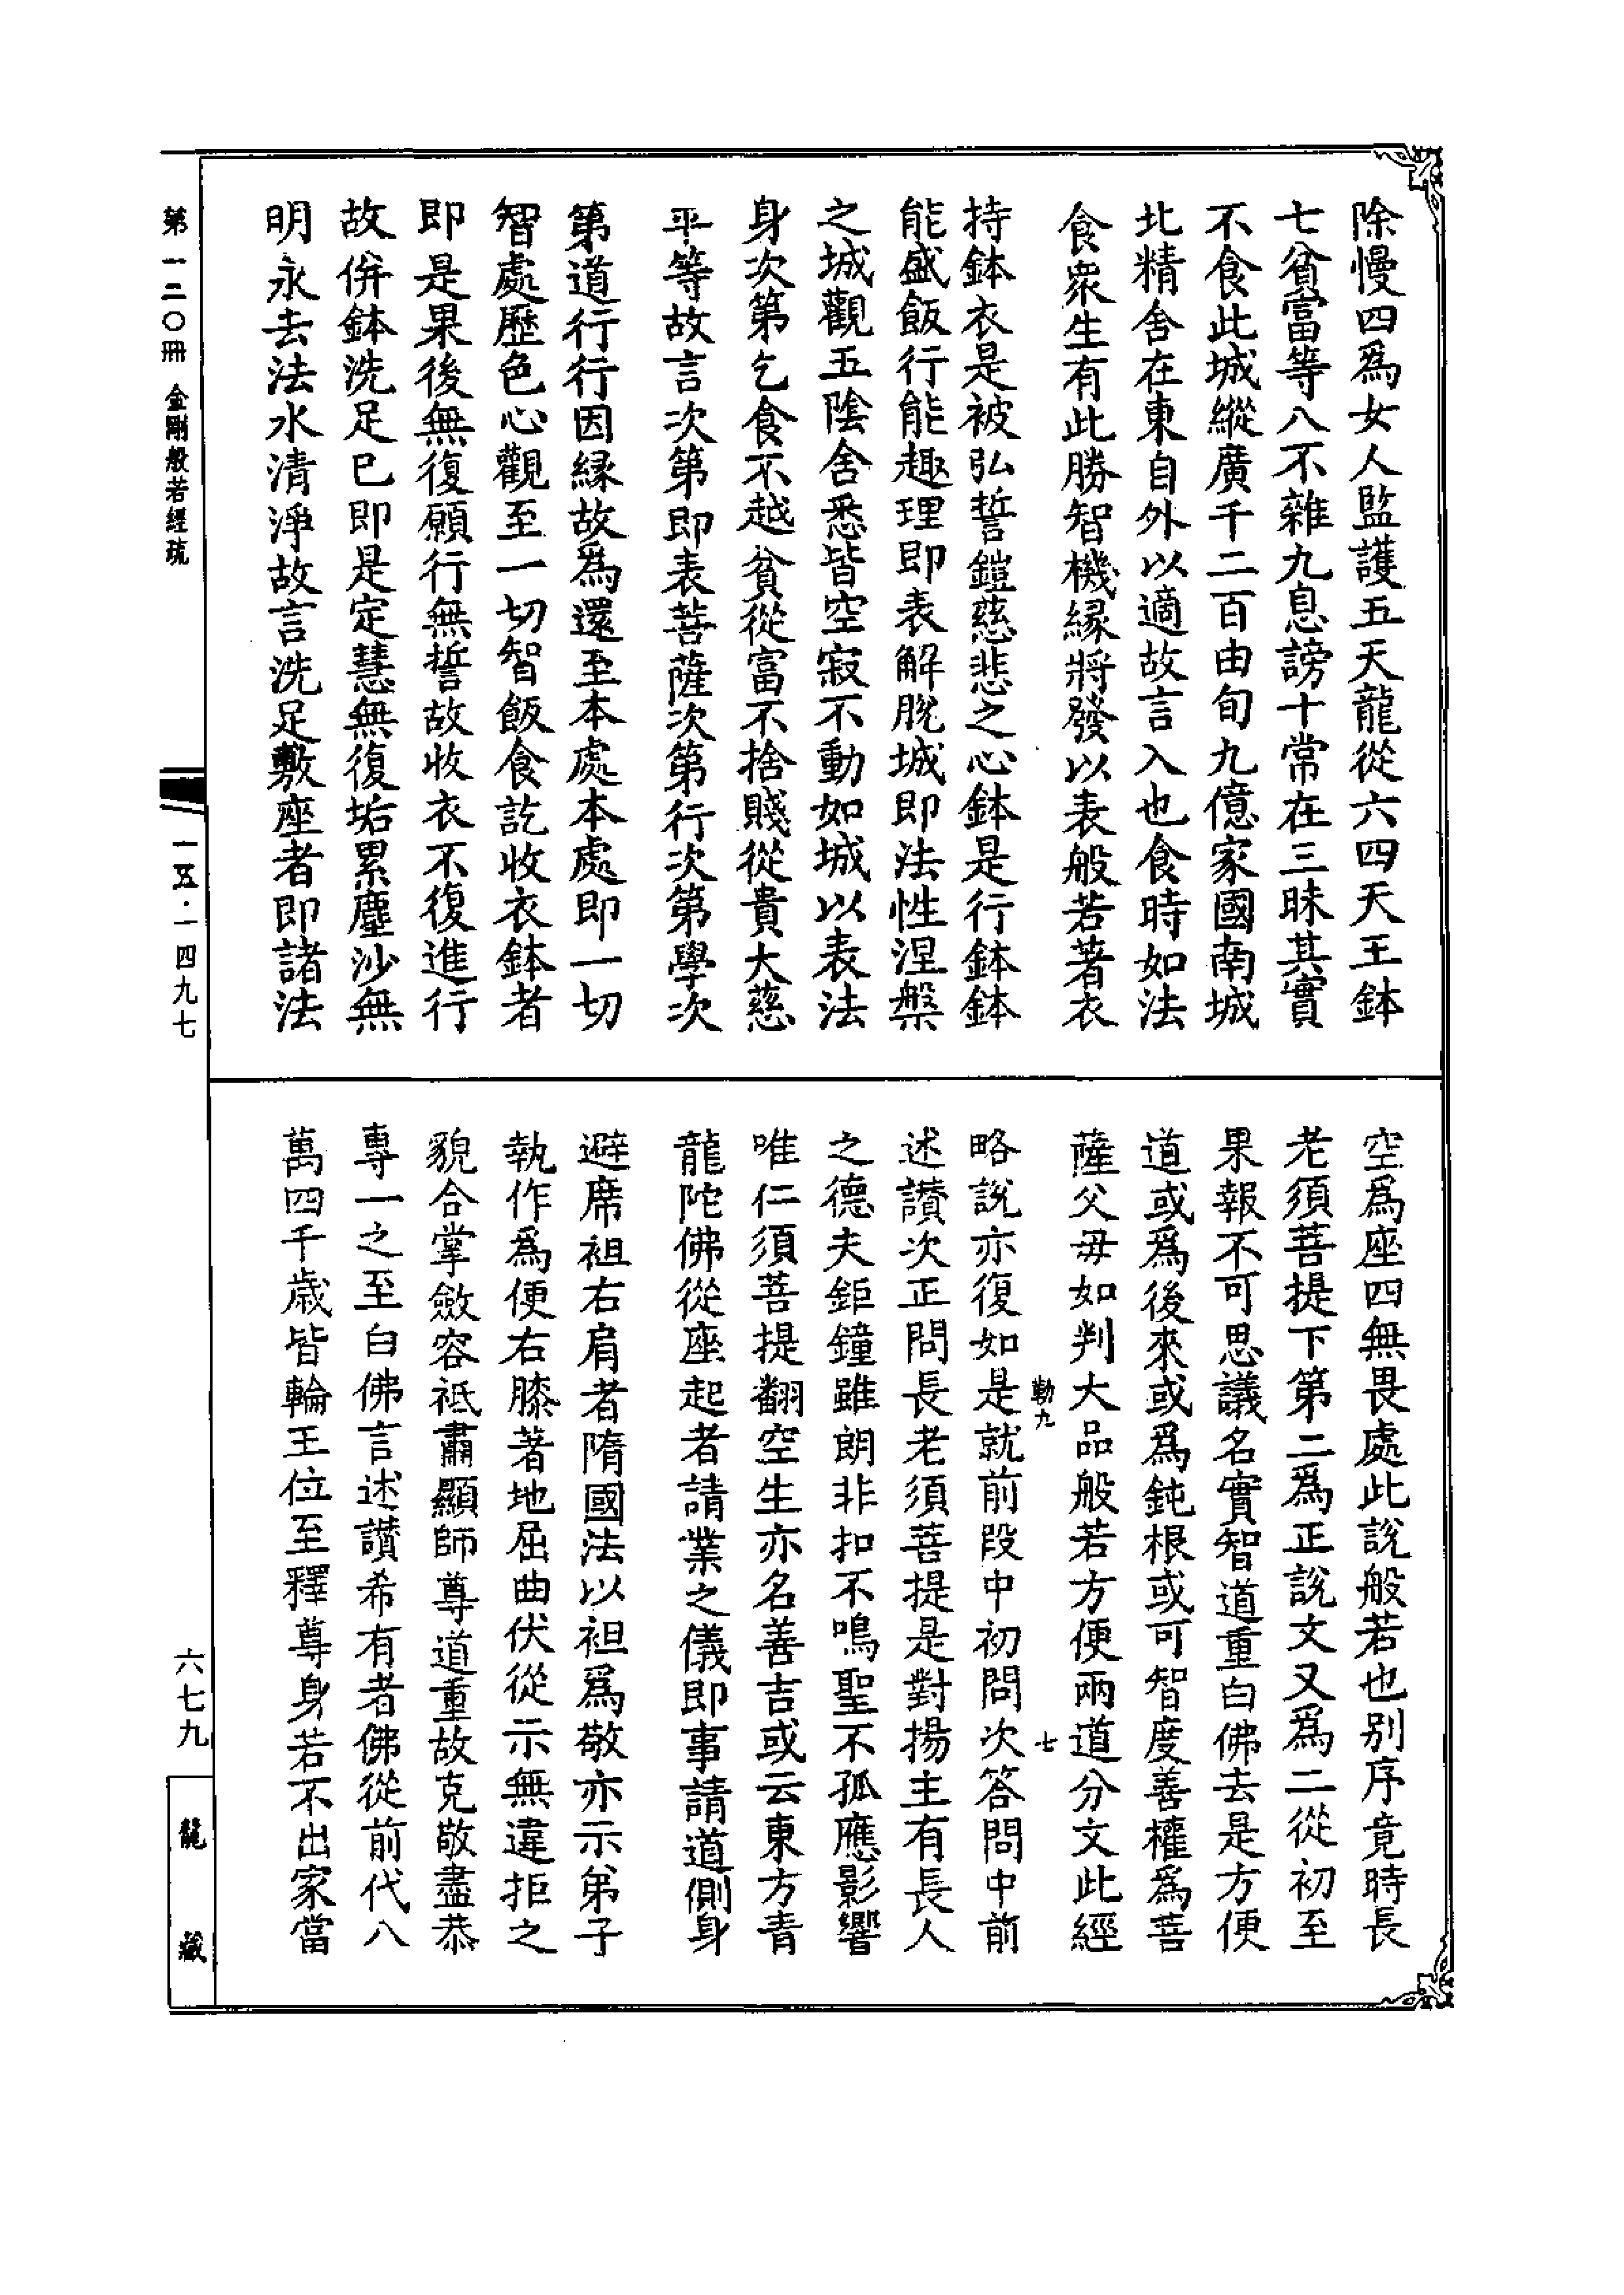 除慢四爲女人監護五天龍從六四天王鉢
七貧富等八不雜九息謗十常在三昧其實
不食此城縱廣千二百由旬九億家國南城
北精舍在東自外以適故言入也食時如法
食衆生有此勝智機緣將發以表般若著衣
持鉢衣是被弘誓鎧慈悲之心鉢是行鉢鉢
能盛飯行能趣理即表解脫城即法性涅槃
之城觀五陰舍悉皆空寂不動如城以表法
身次第乞食不越貧從富不捨賤從貴大慈
平等故言次第即表菩薩次第行次第學次
第道行行因緣故爲還至本處本處即一切
智處歷色心觀至一切智飯食訖收衣鉢者
即是果後無復願行無誓故收衣不復進行
故併鉢洗足已即是定慧無復垢累塵沙無
明永去法水清淨故言洗足敷座者即諸法
空爲座四無畏處此說般若也別序竟時長
老須菩提下第二爲正說文又爲二從初至
果報不可思議名實智道重白佛去是方便
道或爲後來或爲鈍根或可智度善權爲菩
薩父毋如判大品般若方便兩道分文此經
勒九 七
略說亦復如是就前段中初問次答問中前
述讚次正問長老須菩提是對揚主有長人
之德夫鉅鐘雖朗非扣不鳴聖不孤應影響
唯仁須菩提翻空生亦名善吉或云東方青
龍陀佛從座起者請業之儀即事請道側身
避席袒右肩者隋國法以袒爲敬亦示弟子
執作爲便右膝著地屈曲伏從示無違拒之
貌合掌斂容祗肅顯師尊道重故克敬盡恭
專一之至白佛言述讚希有者佛從前代八
萬四千歲皆輪王位至釋尊身若不出家當
第一二〇冊 金剛般若經疏
一五·一四九七
六七九
龍藏